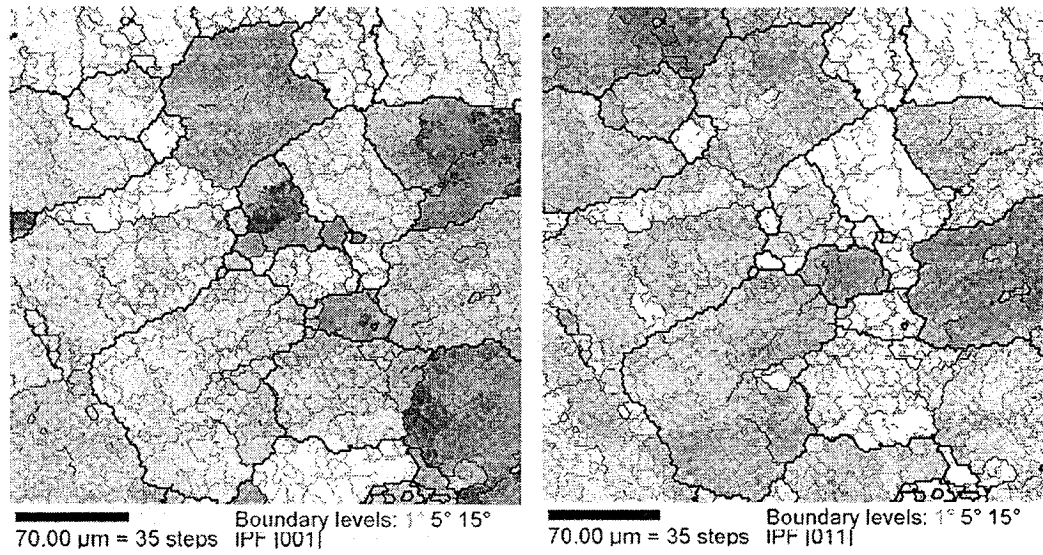 Boundary levels: 1° 5° 15°
70.00 µm = 35 steps IPF [001]
Boundary levels: 1° 5° 15°
70.00 µm = 35 steps IPF [011]